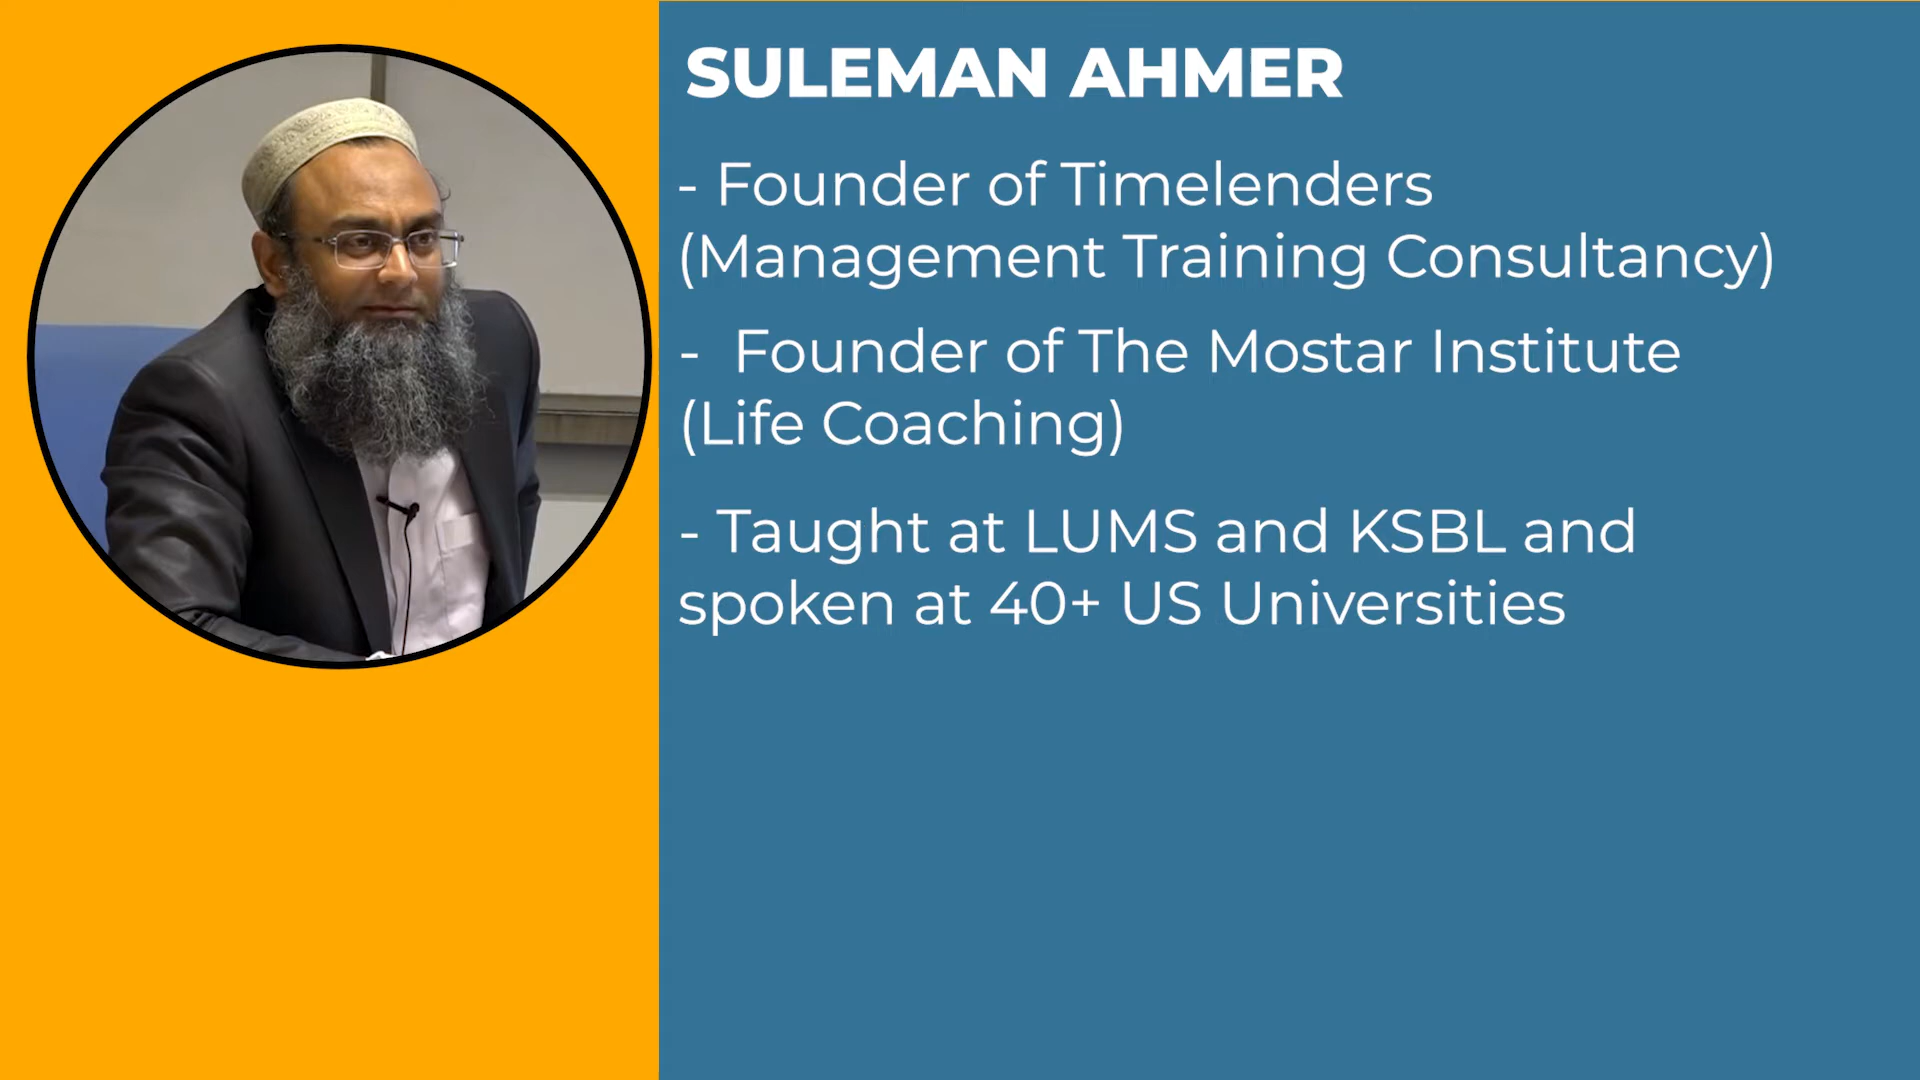 SULEMAN AHMER
- Founder of Timelenders
(Management Training Consultancy)
- Founder of The Mostar Institute
(Life Coaching)
- Taught at LUMS and KSBL and
spoken at 40+ US Universities